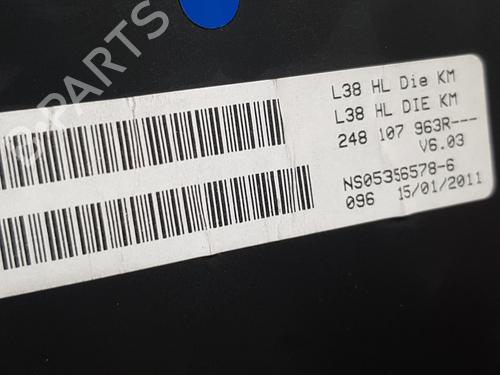 B-PARTS
L38 HL Die KM
L38 HL DIE KM
248 107 963R---
V6.03
NS05356578-6
096 15/01/2011